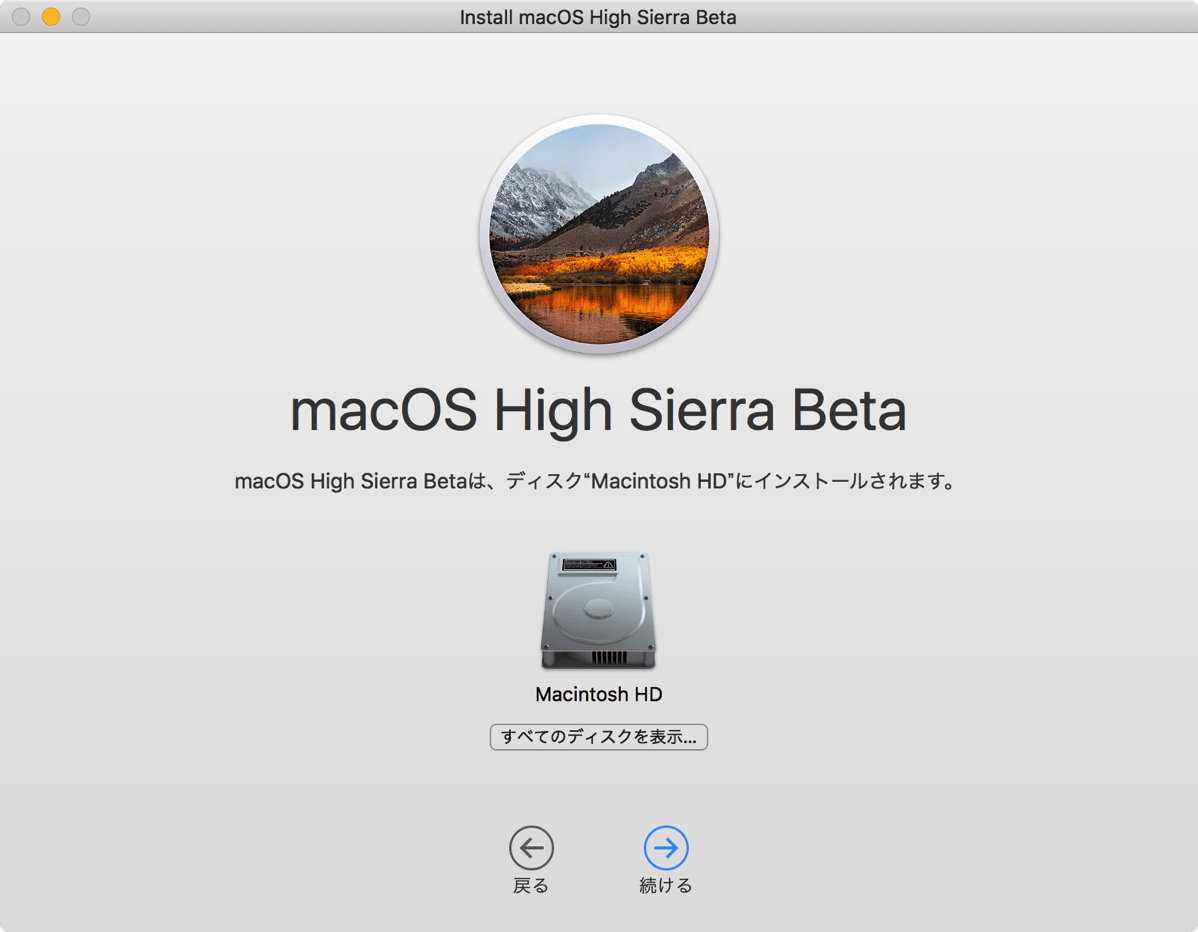 Install macOS High Sierra Beta
macOS High Sierra Beta
macOS High Sierra Betaは、ディスク“Macintosh HD”にインストールされます。
Macintosh HD
すべてのディスクを表示...
戻る
続ける